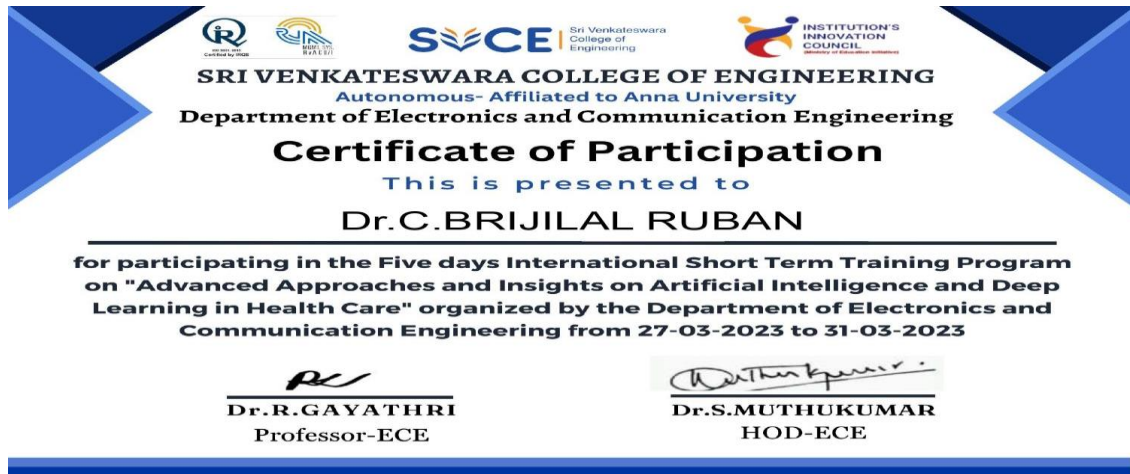 SVCE
Sri Venkateswara
College of
Engineering
INSTITUTION'S
INNOVATION
COUNCIL
(Ministry of Education Initiative)
SRI VENKATESWARA COLLEGE OF ENGINEERING
Autonomous- Affiliated to Anna University
Department of Electronics and Communication Engineering
Certificate of Participation
This is presented to
Dr.C.BRIJILAL RUBAN
for participating in the Five days International Short Term Training Program
on "Advanced Approaches and Insights on Artificial Intelligence and Deep
Learning in Health Care" organized by the Department of Electronics and
Communication Engineering from 27-03-2023 to 31-03-2023
Dr.R.GAYATHRI
Professor-ECE
Dr.S.MUTHUKUMAR
HOD-ECE